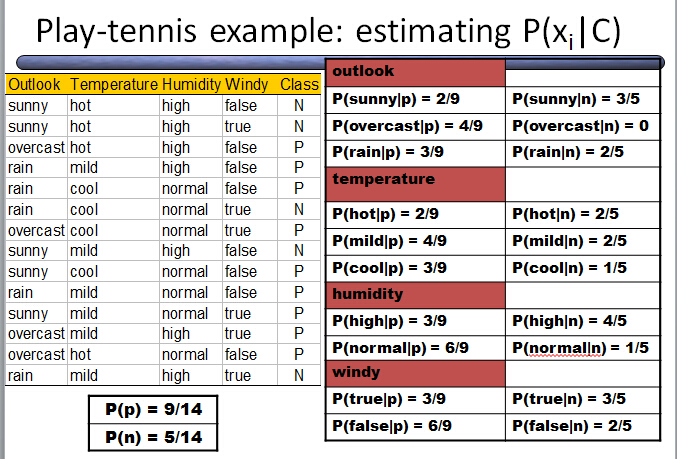 Play-tennis example: estimating P(xi|C)
Outlook Temperature Humidity Windy Class
sunny hot high false N
sunny hot high true N
overcast hot high false P
rain mild high false P
rain cool normal false P
rain cool normal true N
overcast cool normal true P
sunny mild high false N
sunny cool normal false P
rain mild normal false P
sunny mild normal true P
overcast mild high true P
overcast hot normal false P
rain mild high true N
P(p) = 9/14
P(n) = 5/14
outlook
P(sunny|p) = 2/9 P(sunny|n) = 3/5
P(overcast|p) = 4/9 P(overcast|n) = 0
P(rain|p) = 3/9 P(rain|n) = 2/5
temperature
P(hot|p) = 2/9 P(hot|n) = 2/5
P(mild|p) = 4/9 P(mild|n) = 2/5
P(cool|p) = 3/9 P(cool|n) = 1/5
humidity
P(high|p) = 3/9 P(high|n) = 4/5
P(normal|p) = 6/9 P(normal|n) = 1/5
windy
P(true|p) = 3/9 P(true|n) = 3/5
P(false|p) = 6/9 P(false|n) = 2/5